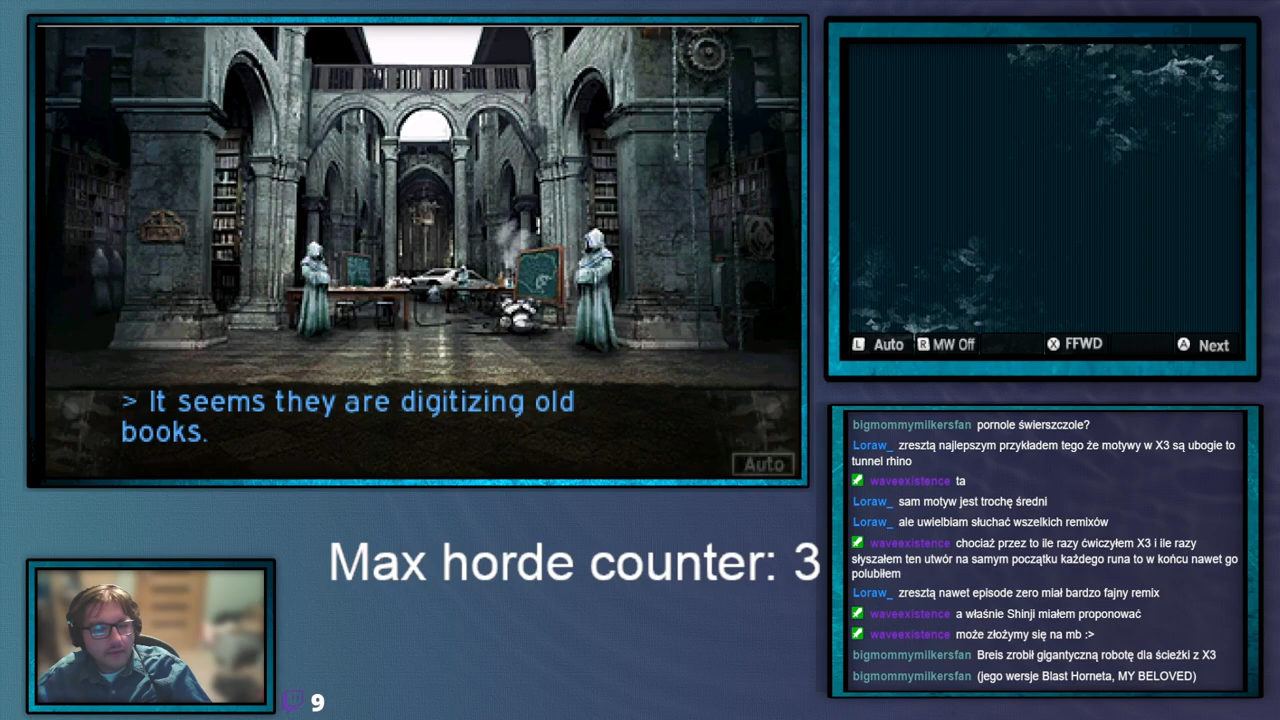 > It seems they are digitizing old
books.
Auto
L Auto R MW Off X FFWD A Next
Max horde counter: 3
9
bigmommymilkersfan pornole świerszczole?
Loraw_ zresztą najlepszym przykładem tego że motywy w X3 są ubogie to
tunnel rhino
waveexistence ta
Loraw_ sam motyw jest trochę średni
Loraw_ ale uwielbiam słuchać wszelkich remixów
waveexistence chociaż przez to ile razy ćwiczyłem X3 i ile razy
słyszałem ten utwór na samym początku każdego runa to w końcu nawet go
polubiłem
Loraw_ zresztą nawet episode zero miał bardzo fajny remix
waveexistence a właśnie Shinji miałem proponować
waveexistence może złożymy się na mb :>
bigmommymilkersfan Breis zrobił gigantyczną robotę dla ścieżki z X3
bigmommymilkersfan (jego wersje Blast Horneta, MY BELOVED)